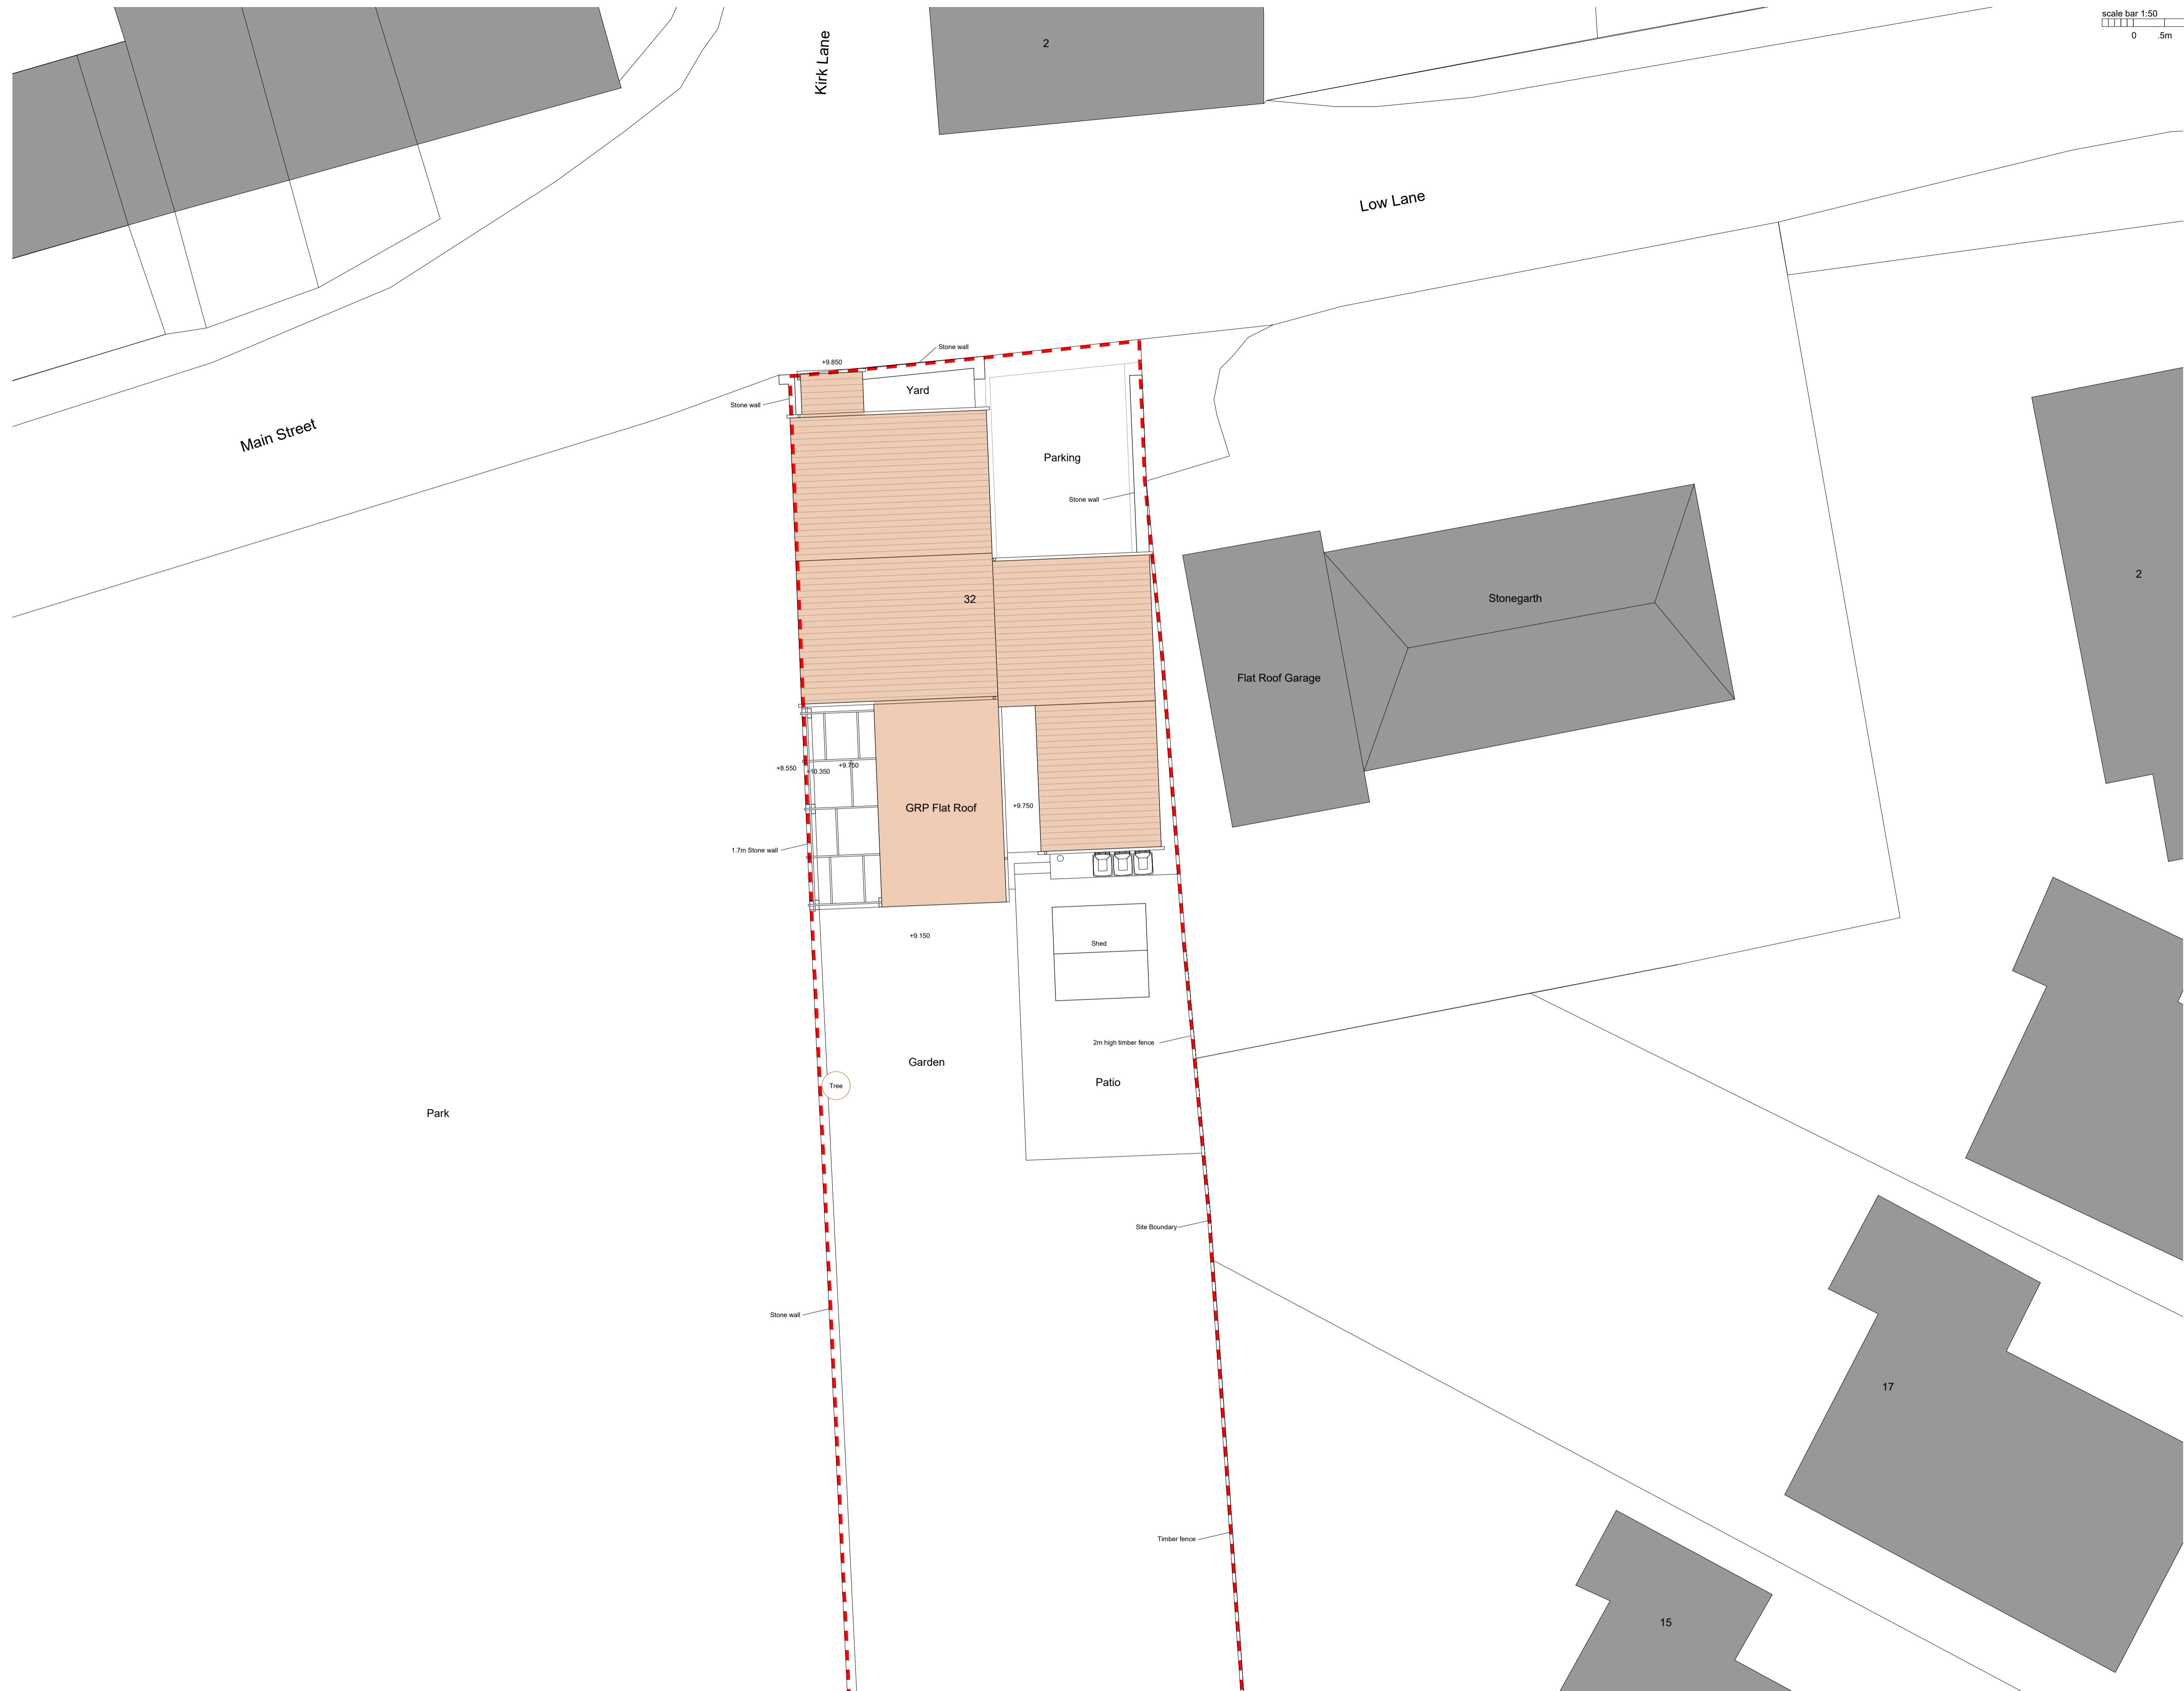 scale bar 1:50
0 .5m
Kirk Lane
2
Low Lane
Stone wall
+9.850
Yard
Stone wall
Main Street
Parking
Stone wall
2
Stonegarth
32
Flat Roof Garage
+8.550
+10.350
+9.750
GRP Flat Roof
+9.750
1.7m Stone wall
+9.150
Shed
2m high timber fence
Garden
Patio
Tree
Park
Site Boundary
Stone wall
17
Timber fence
15